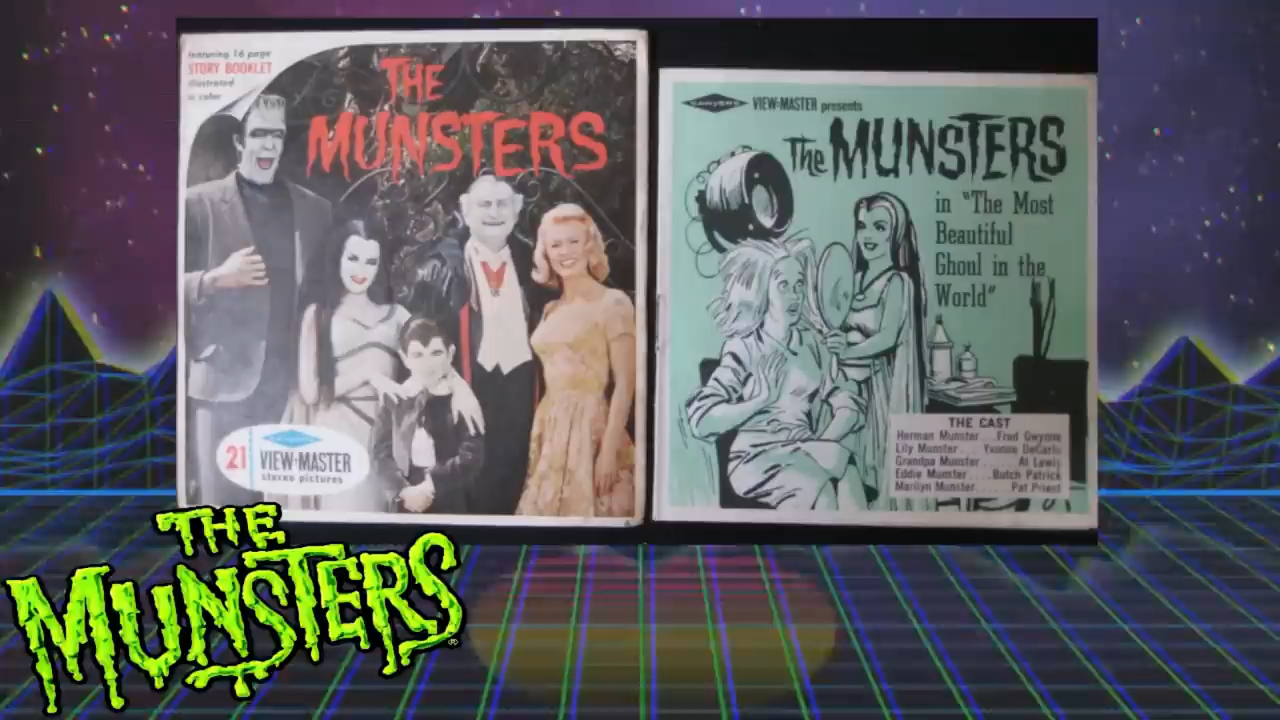 featuring 16 page
STORY BOOKLET
illustrated
in color
THE
MUNSTERS
21
SAWYER'S
VIEW-MASTER
stereo pictures
SAWYER'S VIEW-MASTER presents
The MUNSTERS
in "The Most
Beautiful
Ghoul in the
World"
THE CAST
Herman Munster....Fred Gwynne
Lily Munster.... Yvonne DeCarlo
Grandpa Munster...... Al Lewis
Eddie Munster....Butch Patrick
Marilyn Munster..... Pat Priest
THE
MUNSTERS®